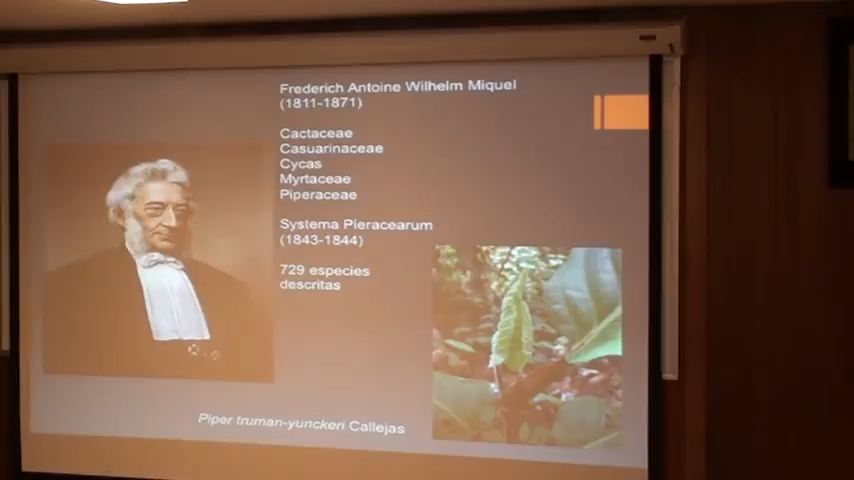 Frederich Antoine Wilhelm Miquel
(1811-1871)
Cactaceae
Casuarinaceae
Cycas
Myrtaceae
Piperaceae
Systema Pieracearum
(1843-1844)
729 especies
descritas
Piper truman-yunckeri Callejas